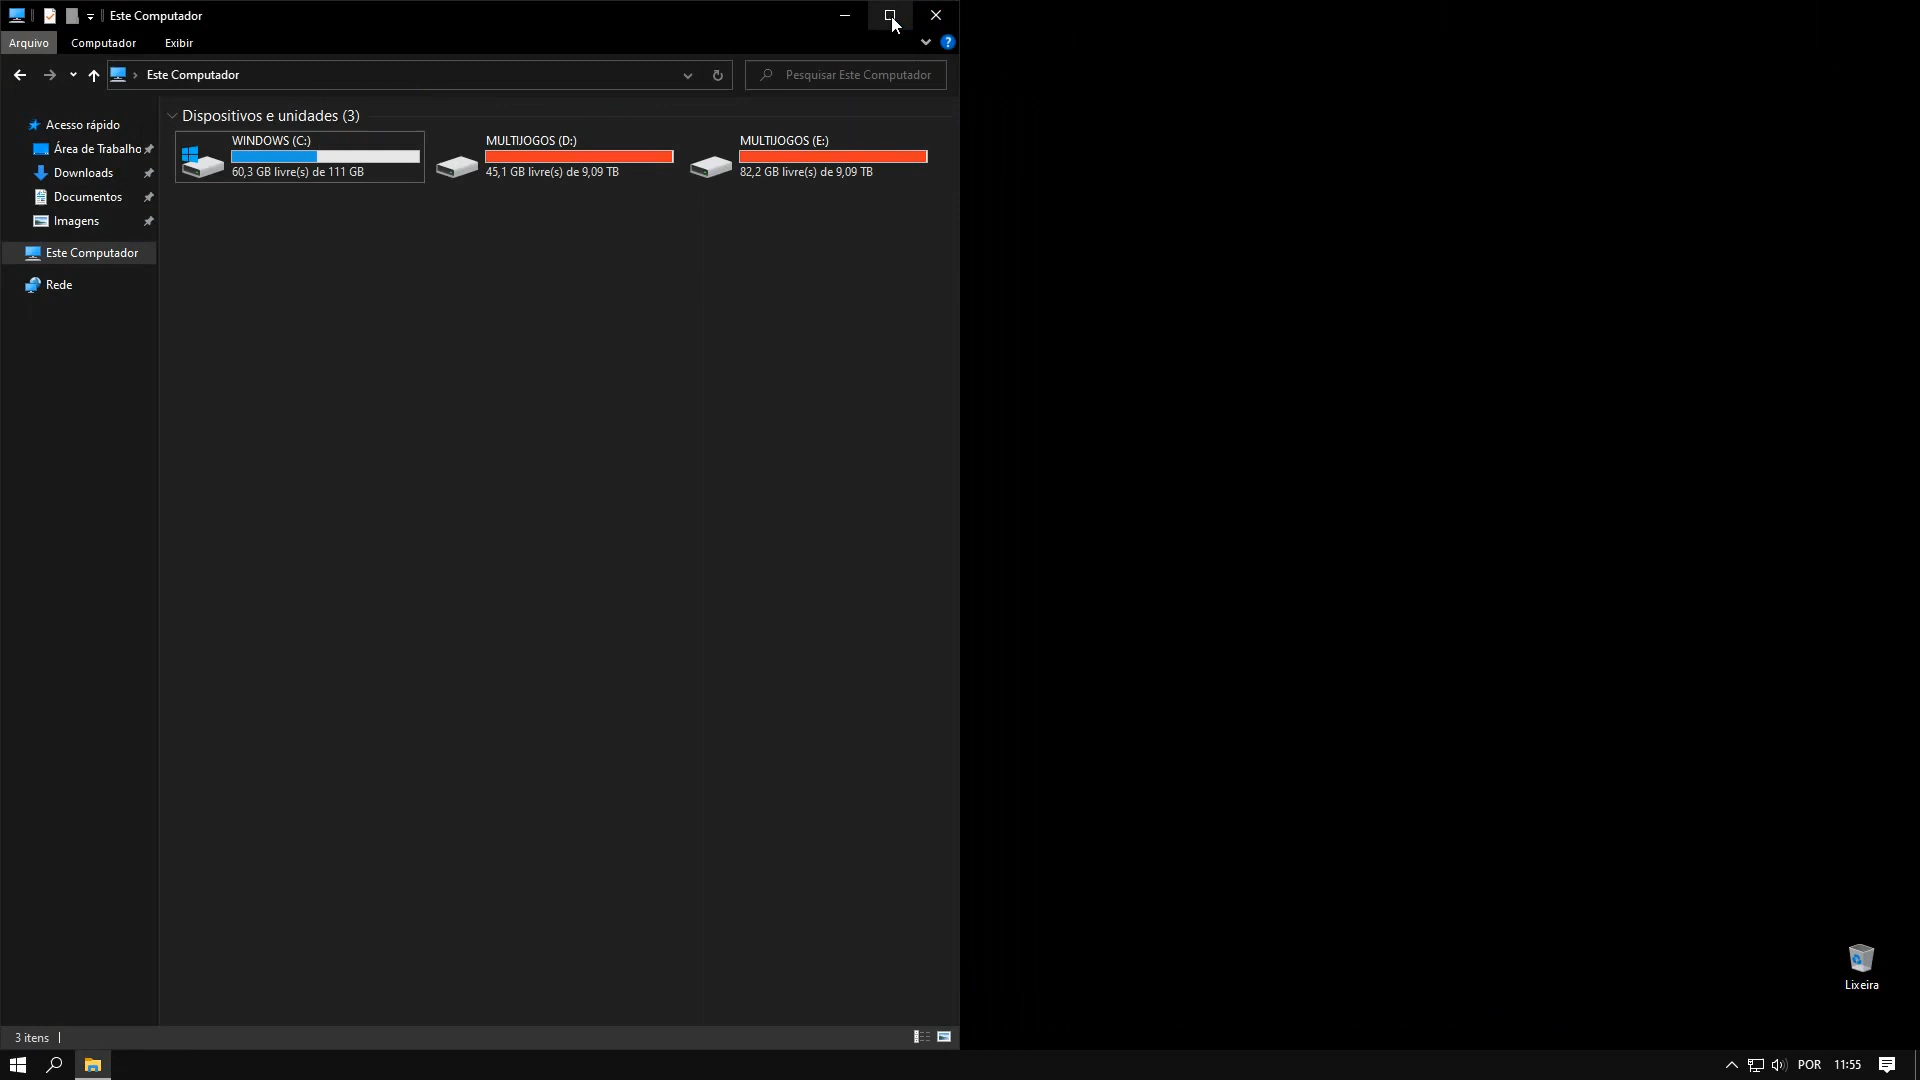 Este Computador
Arquivo Computador Exibir
Este Computador
Pesquisar Este Computador
Acesso rápido
Área de Trabalho
Downloads
Documentos
Imagens
Este Computador
Rede
Dispositivos e unidades (3)
WINDOWS (C:)
60,3 GB livre(s) de 111 GB
MULTIJOGOS (D:)
45,1 GB livre(s) de 9,09 TB
MULTIJOGOS (E:)
82,2 GB livre(s) de 9,09 TB
Lixeira
3 itens
POR 11:55